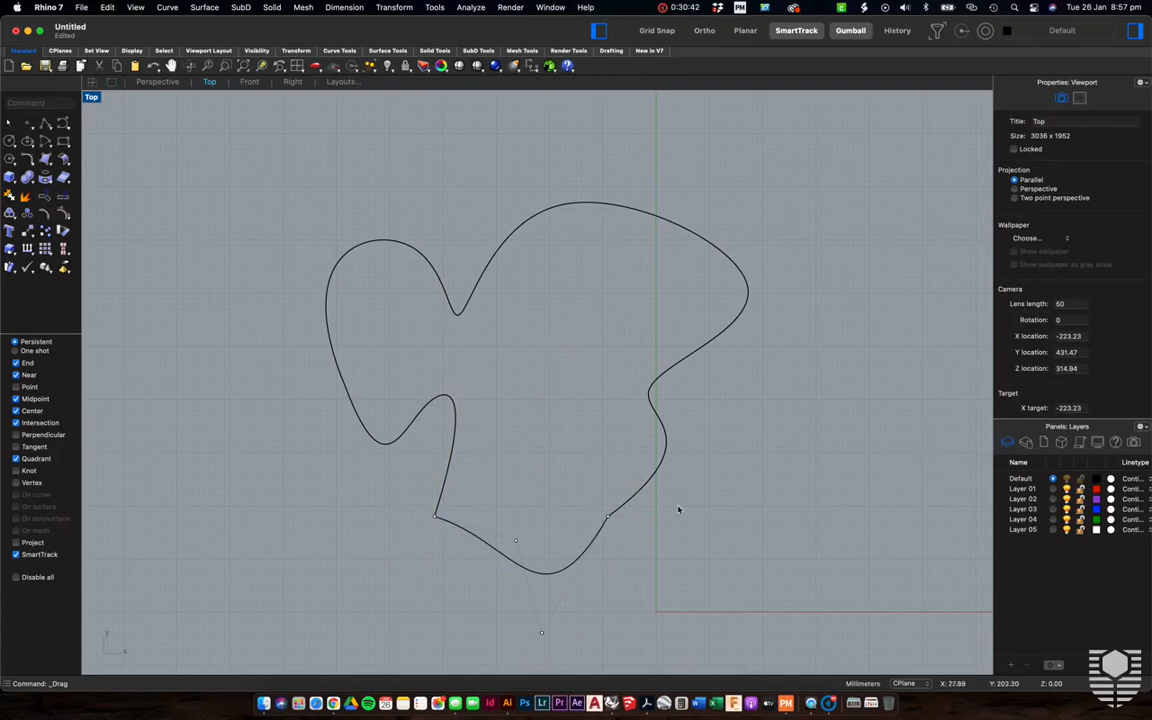 Rhino 7 File Edit View Curve Surface SubD Solid Mesh Dimension Transform Tools Analyze Render Window Help 0:30:42 PM Tue 26 Jan 8:57 pm
Untitled
Edited
Grid Snap Ortho Planar SmartTrack Gumball History Default
Standard CPlanes Set View Display Select Viewport Layout Visibility Transform Curve Tools Surface Tools Solid Tools SubD Tools Mesh Tools Render Tools Drafting New in V7
Perspective Top Front Right Layouts...
Top
Command
Persistent
One shot
End
Near
Point
Midpoint
Center
Intersection
Perpendicular
Tangent
Quadrant
Knot
Vertex
On curve
On surface
On polysurface
On mesh
Project
SmartTrack
Disable all
y
x
Properties: Viewport
Title: Top
Size: 3036 x 1952
Locked
Projection
Parallel
Perspective
Two point perspective
Wallpaper
Choose...
Show wallpaper
Show wallpaper as gray scale
Camera
Lens length: 50
Rotation: 0
X location: -223.23
Y location: 431.47
Z location: 314.94
Target
X target: -223.23
Panels: Layers
Name Linetype
Default Conti...
Layer 01 Conti...
Layer 02 Conti...
Layer 03 Conti...
Layer 04 Conti...
Layer 05 Conti...
Command: _Drag
Millimeters CPlane X: 27.89 Y: 202.30 Z: 0.00